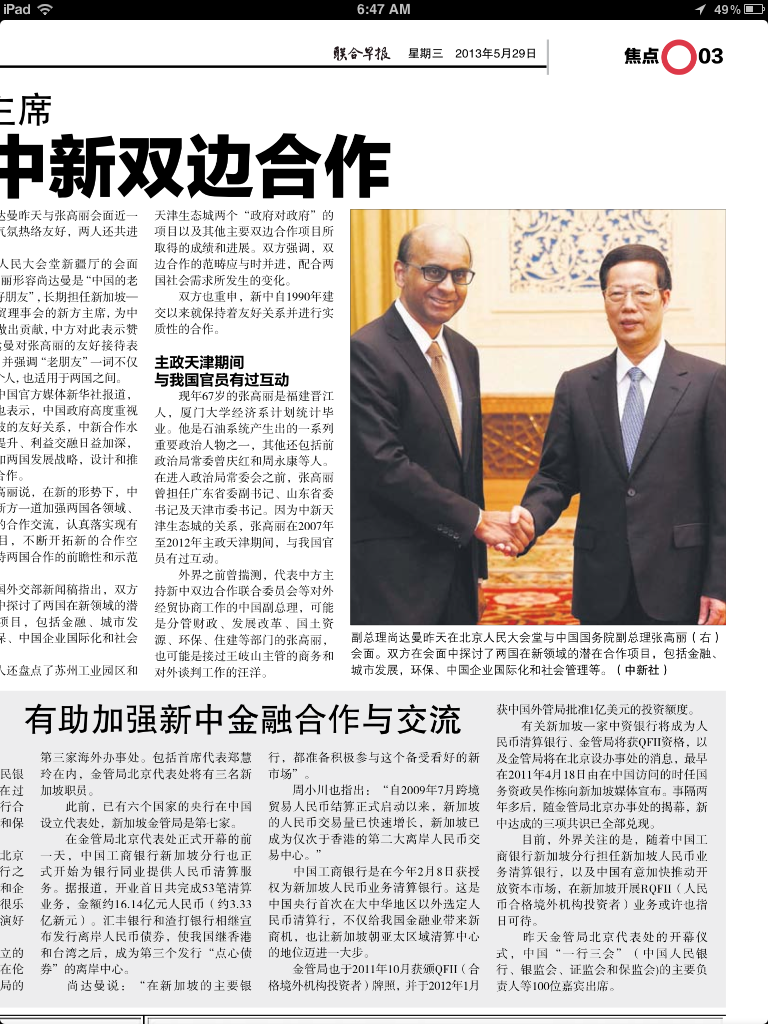 iPad
6:47 AM
49%
联合早报 星期三 2013年5月29日
焦点 03
主席
中新双边合作
达曼昨天与张高丽会面近一
气氛热络友好，两人还共进
人民大会堂新疆厅的会面
丽形容尚达曼是“中国的老
好朋友”，长期担任新加坡—
贸理事会的新方主席，为中
做出贡献，中方对此表示赞
达曼对张高丽的友好接待表
并强调“老朋友”一词不仅
个人，也适用于两国之间。
中国官方媒体新华社报道，
也表示，中国政府高度重视
坡的友好关系，中新合作水
提升、利益交融日益加深，
和两国发展战略，设计和推
合作。
高丽说，在新的形势下，中
新方一道加强两国各领域、
的合作交流，认真落实现有
目，不断开拓新的合作空
持两国合作的前瞻性和示范
国外交部新闻稿指出，双方
中探讨了两国在新领域的潜
项目，包括金融、城市发
保、中国企业国际化和社会
人还盘点了苏州工业园区和
天津生态城两个“政府对政府”的
项目以及其他主要双边合作项目所
取得的成绩和进展。双方强调，双
边合作的范畴应与时并进，配合两
国社会需求所发生的变化。
双方也重申，新中自1990年建
交以来就保持着友好关系并进行实
质性的合作。
主政天津期间
与我国官员有过互动
现年67岁的张高丽是福建晋江
人，厦门大学经济系计划统计毕
业。他是石油系统产生出的一系列
重要政治人物之一，其他还包括前
政治局常委曾庆红和周永康等人。
在进入政治局常委会之前，张高丽
曾担任广东省委副书记、山东省委
书记及天津市委书记。因为中新天
津生态城的关系，张高丽在2007年
至2012年主政天津期间，与我国官
员有过互动。
外界之前曾揣测，代表中方主
持新中双边合作联合委员会等对外
经贸协商工作的中国副总理，可能
是分管财政、发展改革、国土资
源、环保、住建等部门的张高丽，
也可能是接过王岐山主管的商务和
对外谈判工作的汪洋。
副总理尚达曼昨天在北京人民大会堂与中国国务院副总理张高丽（右）
会面。双方在会面中探讨了两国在新领域的潜在合作项目，包括金融、
城市发展，环保、中国企业国际化和社会管理等。（中新社）
有助加强新中金融合作与交流
民银
在过
行合
和保
北京
行之
和企
很乐
演好
立的
在伦
局的
第三家海外办事处。包括首席代表郑慧
玲在内，金管局北京代表处将有三名新
加坡职员。
此前，已有六个国家的央行在中国
设立代表处，新加坡金管局是第七家。
在金管局北京代表处正式开幕的前
一天，中国工商银行新加坡分行也正
式开始为银行同业提供人民币清算服
务。据报道，开业首日共完成53笔清算
业务，金额约16.14亿元人民币（约3.33
亿新元）。汇丰银行和渣打银行相继宣
布发行离岸人民币债券，使我国继香港
和台湾之后，成为第三个发行“点心债
券”的离岸中心。
尚达曼说：“在新加坡的主要银
行，都准备积极参与这个备受看好的新
市场”。
周小川也指出：“自2009年7月跨境
贸易人民币结算正式启动以来，新加坡
的人民币交易量已快速增长，新加坡已
成为仅次于香港的第二大离岸人民币交
易中心。”
中国工商银行是在今年2月8日获授
权为新加坡人民币业务清算银行。这是
中国央行首次在大中华地区以外选定人
民币清算行，不仅给我国金融业带来新
商机，也让新加坡朝亚太区域清算中心
的地位迈进一大步。
金管局也于2011年10月获颁QFII（合
格境外机构投资者）牌照，并于2012年1月
获中国外管局批准1亿美元的投资额度。
有关新加坡一家中资银行将成为人
民币清算银行、金管局将获QFII资格，以
及金管局将在北京设办事处的消息，最早
在2011年4月18日由在中国访问的时任国
务资政吴作栋向新加坡媒体宣布。事隔两
年多后，随金管局北京办事处的揭幕，新
中达成的三项共识已全部兑现。
目前，外界关注的是，随着中国工
商银行新加坡分行担任新加坡人民币业
务清算银行，以及中国有意加快推动开
放资本市场，在新加坡开展RQFII（人民
币合格境外机构投资者）业务或许也指
日可待。
昨天金管局北京代表处的开幕仪
式，中国“一行三会”（中国人民银
行、银监会、证监会和保监会)的主要负
责人等100位嘉宾出席。